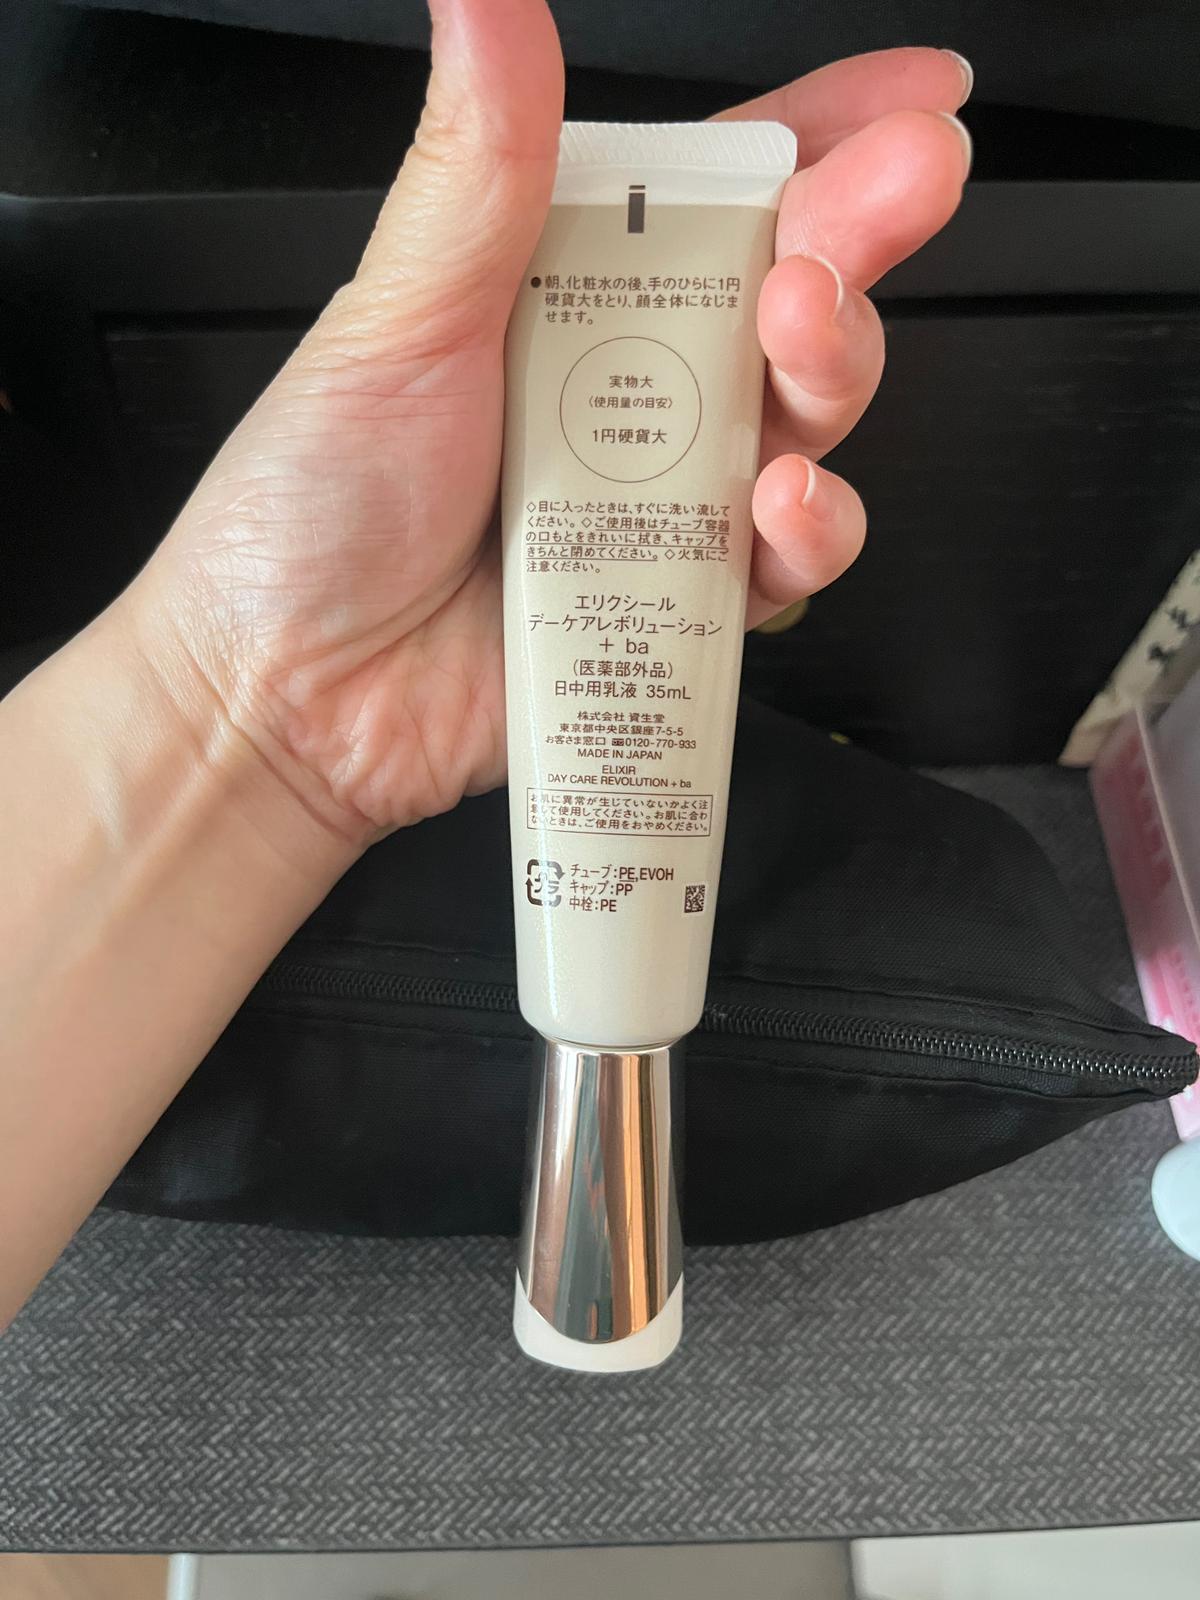 ●朝、化粧水の後、手のひらに1円
硬貨大をとり、顔全体になじま
せます。
実物大
〈使用量の目安〉
1円硬貨大
◇目に入ったときは、すぐに洗い流して
ください。◇ご使用後はチューブ容器
の口もとをきれいに拭き、キャップを
きちんと閉めてください。◇火気にご
注意ください。
エリクシール
デーケアレボリューション
+ ba
(医薬部外品)
日中用乳液 35mL
株式会社 資生堂
東京都中央区銀座7-5-5
お客さま窓口 0120-770-933
MADE IN JAPAN
ELIXIR
DAY CARE REVOLUTION + ba
お肌に異常が生じていないかよく注
意して使用してください。お肌に合わ
ないときは、ご使用をおやめください。
プラ
チューブ:PE,EVOH
キャップ:PP
中栓:PE